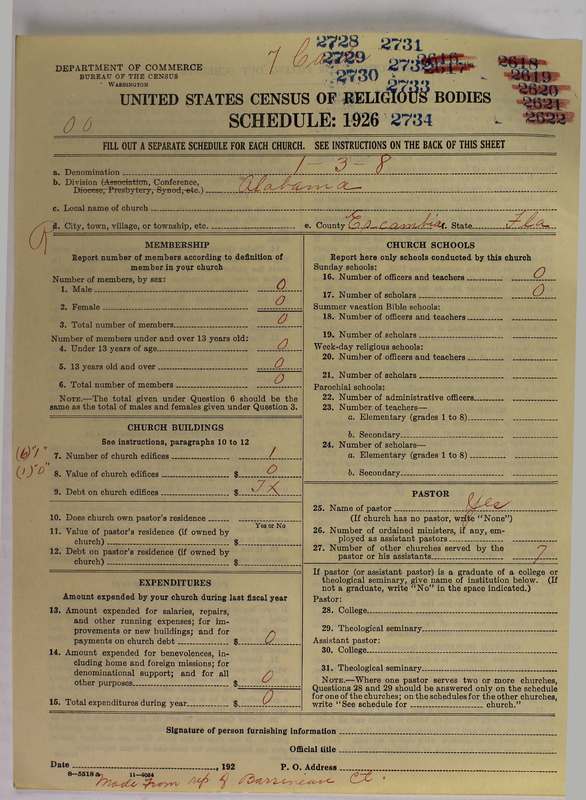 7
2728 2731
2729
2730
2733
2734
2618
2619
2620
2621
2622
DEPARTMENT OF COMMERCE
BUREAU OF THE CENSUS
WASHINGTON
UNITED STATES CENSUS OF RELIGIOUS BODIES
SCHEDULE: 1926
00
FILL OUT A SEPARATE SCHEDULE FOR EACH CHURCH. SEE INSTRUCTIONS ON THE BACK OF THIS SHEET
a. Denomination 1-3-8
b. Division (Association, Conference, Diocese, Presbytery, Synod, etc.) Alabama
c. Local name of church
d. City, town, village, or township, etc. e. County Escambia State Fla
MEMBERSHIP
Report number of members according to definition of
member in your church
Number of members, by sex:
1. Male 0
2. Female 0
3. Total number of members 0
Number of members under and over 13 years old:
4. Under 13 years of age 0
5. 13 years old and over 0
6. Total number of members 0
NOTE.—The total given under Question 6 should be the
same as the total of males and females given under Question 3.
CHURCH BUILDINGS
See instructions, paragraphs 10 to 12
(6)"1" 7. Number of church edifices 1
(1)"0" 8. Value of church edifices $ 0
9. Debt on church edifices $ JX
10. Does church own pastor's residence
Yes or No
11. Value of pastor's residence (if owned by
church) $
12. Debt on pastor's residence (if owned by
church) $
EXPENDITURES
Amount expended by your church during last fiscal year
13. Amount expended for salaries, repairs,
and other running expenses; for im-
provements or new buildings; and for
payments on church debt $ 0
14. Amount expended for benevolences, in-
cluding home and foreign missions; for
denominational support; and for all
other purposes $ 0
15. Total expenditures during year $ 0
CHURCH SCHOOLS
Report here only schools conducted by this church
Sunday schools:
16. Number of officers and teachers 0
17. Number of scholars 0
Summer vacation Bible schools:
18. Number of officers and teachers
19. Number of scholars
Week-day religious schools:
20. Number of officers and teachers
21. Number of scholars
Parochial schools:
22. Number of administrative officers
23. Number of teachers—
a. Elementary (grades 1 to 8)
b. Secondary
24. Number of scholars—
a. Elementary (grades 1 to 8)
b. Secondary
PASTOR
25. Name of pastor Yes
(If church has no pastor, write "None")
26. Number of ordained ministers, if any, em-
ployed as assistant pastors
27. Number of other churches served by the
pastor or his assistants 7
If pastor (or assistant pastor) is a graduate of a college or
theological seminary, give name of institution below. (If
not a graduate, write "No" in the space indicated.)
Pastor:
28. College
29. Theological seminary
Assistant pastor:
30. College
31. Theological seminary
NOTE.—Where one pastor serves two or more churches,
Questions 28 and 29 should be answered only on the schedule
for one of the churches; on the schedules for the other churches,
write "See schedule for church."
Signature of person furnishing information
Official title
Date , 192 P. O. Address
8—5518a 11—9054
Made from rep of Barrineau Ct.